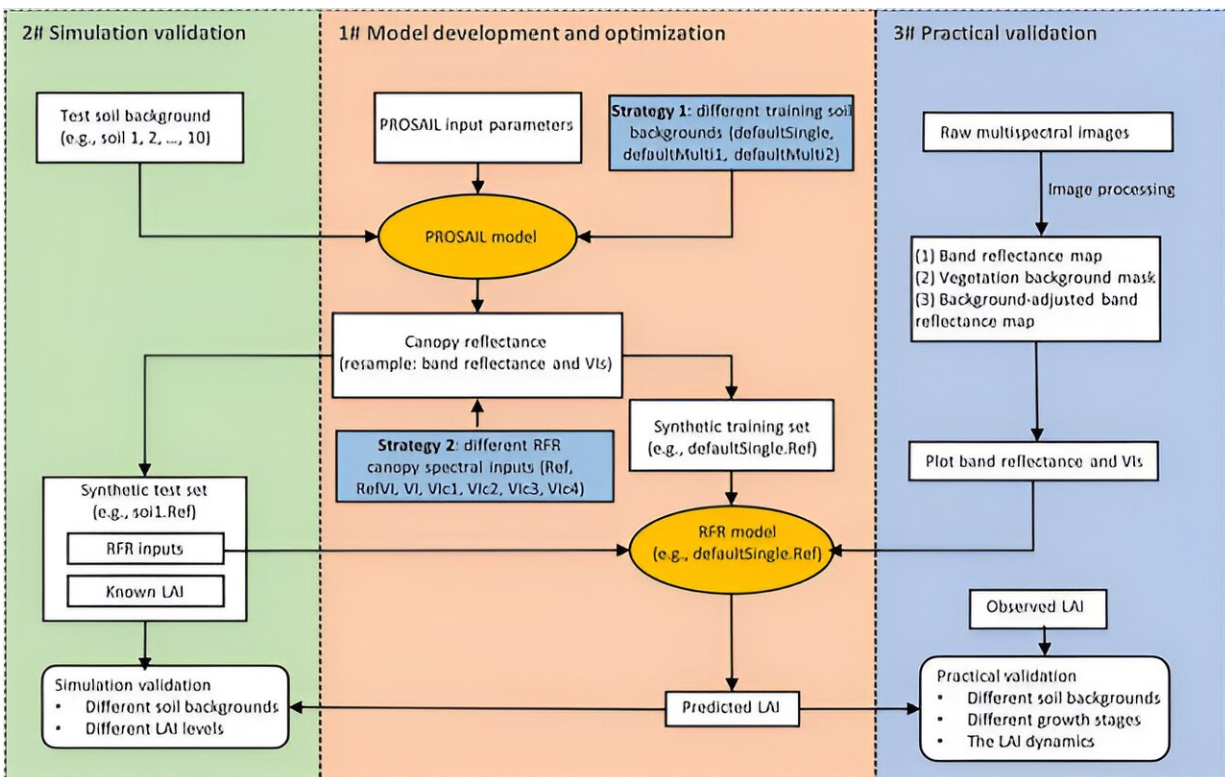 2# Simulation validation
Test soil background
(e.g., soil 1, 2, ..., 10)
Synthetic test set
(e.g., soil1.Ref)
RFR inputs
Known LAI
Simulation validation
• Different soil backgrounds
• Different LAI levels
1# Model development and optimization
PROSAIL input parameters
Strategy 1: different training soil
backgrounds (defaultSingle,
defaultMulti1, defaultMulti2)
PROSAIL model
Canopy reflectance
(resample: band reflectance and VIs)
Strategy 2: different RFR
canopy spectral inputs (Ref,
RefVI, VI, VIc1, VIc2, VIc3, VIc4)
Synthetic training set
(e.g., defaultSingle.Ref)
RFR model
(e.g., defaultSingle.Ref)
Predicted LAI
3# Practical validation
Raw multispectral images
Image processing
(1) Band reflectance map
(2) Vegetation background mask
(3) Background-adjusted band
reflectance map
Plot band reflectance and VIs
Observed LAI
Practical validation
• Different soil backgrounds
• Different growth stages
• The LAI dynamics